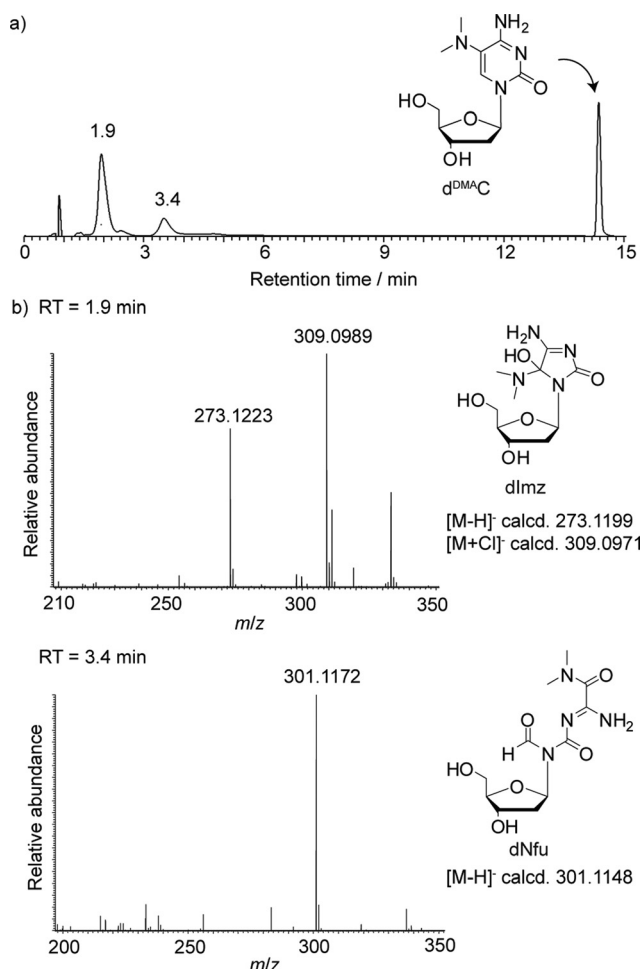 a)
NH₂
N
N
N
O
HO
O
OH
dᴰᴹᴬC
1.9
3.4
0 3 6 9 12 15
Retention time / min
b) RT = 1.9 min
309.0989
273.1223
Relative abundance
210 250 300 350
m/z
H₂N
HO
N
N
N
O
HO
O
OH
dImz
[M-H]⁻ calcd. 273.1199
[M+Cl]⁻ calcd. 309.0971
RT = 3.4 min
301.1172
Relative abundance
200 250 300 350
m/z
N
O
O
N
NH₂
H
N
O
HO
O
OH
dNfu
[M-H]⁻ calcd. 301.1148